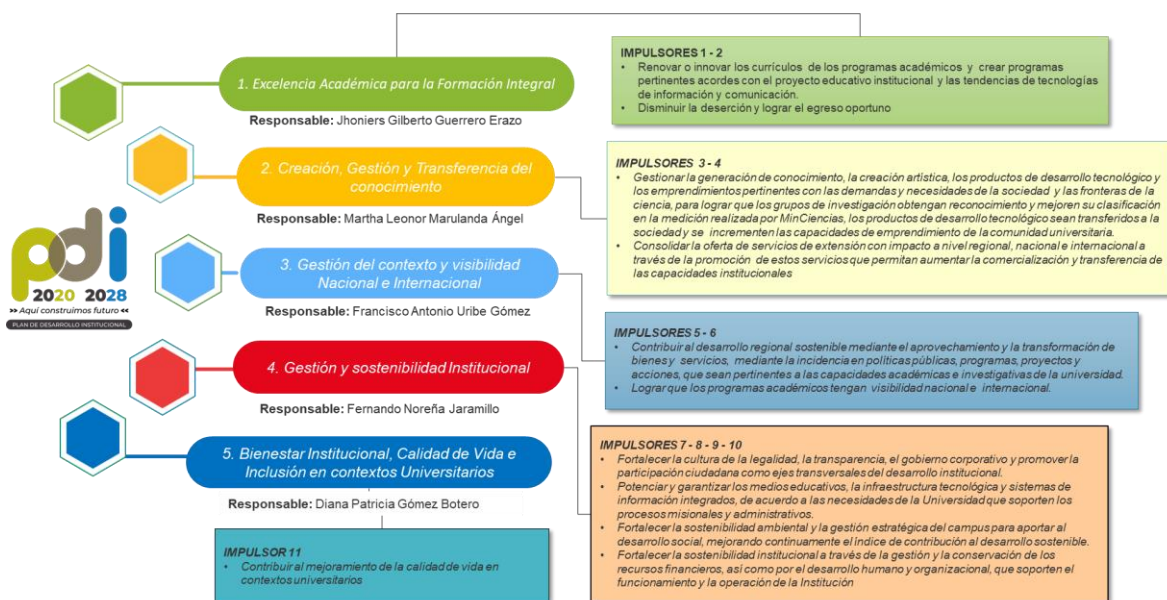 1. Excelencia Académica para la Formación Integral
Responsable: Jhoniers Gilberto Guerrero Erazo
2. Creación, Gestión y Transferencia del
conocimiento
Responsable: Martha Leonor Marulanda Ángel
3. Gestión del contexto y visibilidad
Nacional e Internacional
Responsable: Francisco Antonio Uribe Gómez
4. Gestión y sostenibilidad Institucional
Responsable: Fernando Noreña Jaramillo
5. Bienestar Institucional, Calidad de Vida e
Inclusión en contextos Universitarios
Responsable: Diana Patricia Gómez Botero
pdi
2020 2028
»» Aquí construimos futuro ««
PLAN DE DESARROLLO INSTITUCIONAL
IMPULSORES 1 - 2
• Renovar o innovar los currículos de los programas académicos y crear programas
pertinentes acordes con el proyecto educativo institucional y las tendencias de tecnologías
de información y comunicación.
• Disminuir la deserción y lograr el egreso oportuno
IMPULSORES 3 - 4
• Gestionar la generación de conocimiento, la creación artística, los productos de desarrollo tecnológico y
los emprendimientos pertinentes con las demandas y necesidades de la sociedad y las fronteras de la
ciencia, para lograr que los grupos de investigación obtengan reconocimiento y mejoren su clasificación
en la medición realizada por MinCiencias, los productos de desarrollo tecnológico sean transferidos a la
sociedad y se incrementen las capacidades de emprendimiento de la comunidad universitaria.
• Consolidar la oferta de servicios de extensión con impacto a nivel regional, nacional e internacional a
través de la promoción de estos servicios que permitan aumentar la comercialización y transferencia de
las capacidades institucionales
IMPULSORES 5 - 6
• Contribuir al desarrollo regional sostenible mediante el aprovechamiento y la transformación de
bienes y servicios, mediante la incidencia en políticas públicas, programas, proyectos y
acciones, que sean pertinentes a las capacidades académicas e investigativas de la universidad.
• Lograr que los programas académicos tengan visibilidad nacional e internacional.
IMPULSORES 7 - 8 - 9 - 10
• Fortalecer la cultura de la legalidad, la transparencia, el gobierno corporativo y promover la
participación ciudadana como ejes transversales del desarrollo institucional.
• Potenciar y garantizar los medios educativos, la infraestructura tecnológica y sistemas de
información integrados, de acuerdo a las necesidades de la Universidad que soporten los
procesos misionales y administrativos.
• Fortalecer la sostenibilidad ambiental y la gestión estratégica del campus para aportar al
desarrollo social, mejorando continuamente el índice de contribución al desarrollo sostenible.
• Fortalecer la sostenibilidad institucional a través de la gestión y la conservación de los
recursos financieros, así como por el desarrollo humano y organizacional, que soporten el
funcionamiento y la operación de la Institución
IMPULSOR 11
• Contribuir al mejoramiento de la calidad de vida en
contextos universitarios